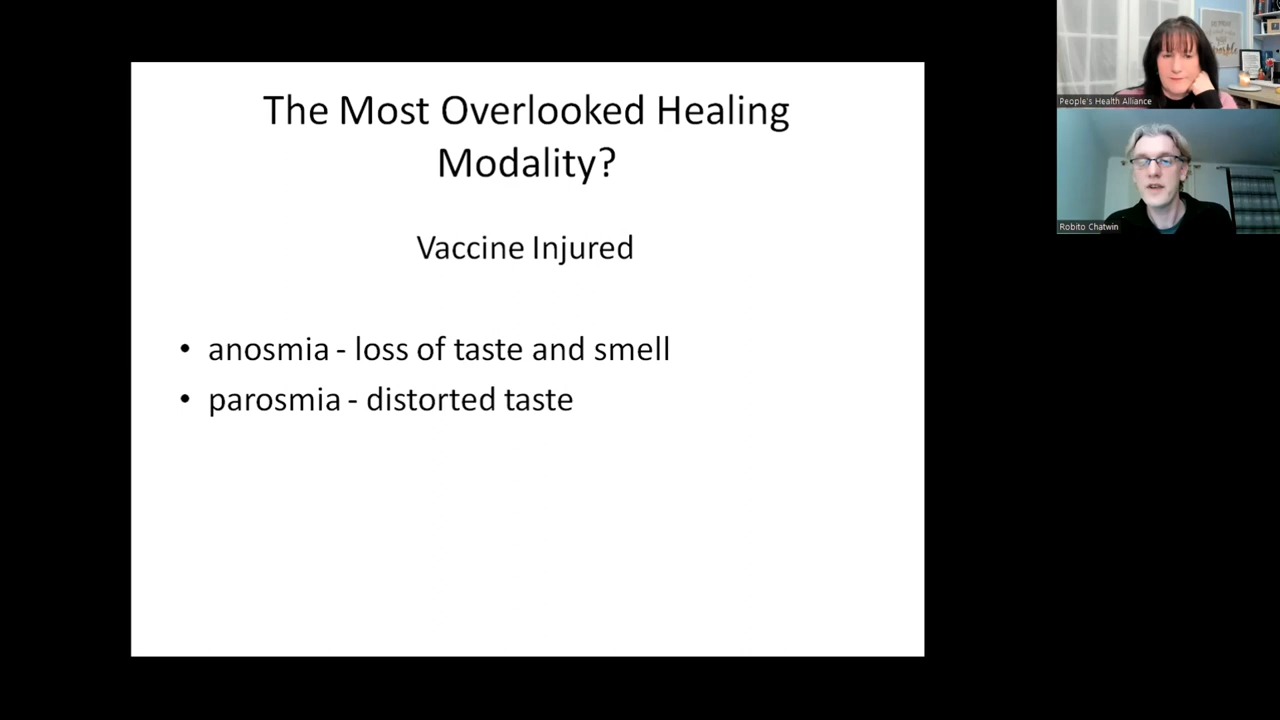 The Most Overlooked Healing
Modality?
Vaccine Injured
• anosmia - loss of taste and smell
• parosmia - distorted taste
People's Health Alliance
Robito Chatwin